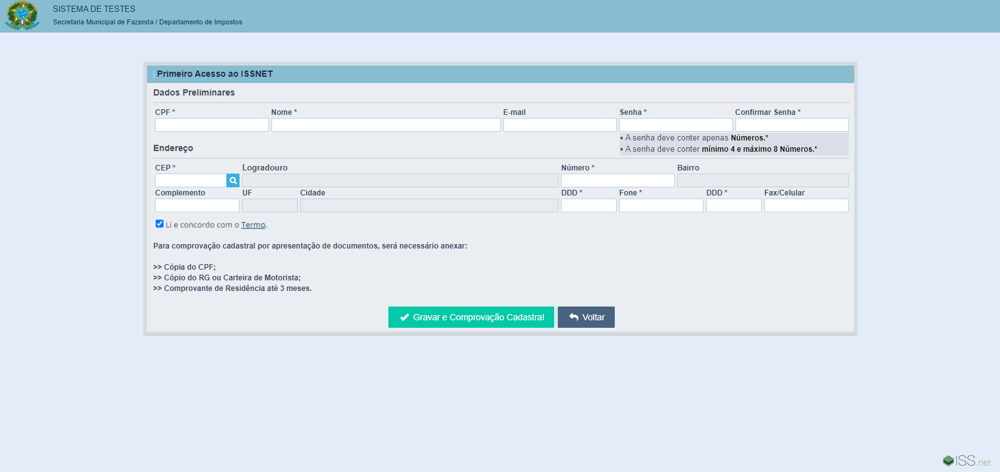 SISTEMA DE TESTES
Secretaria Municipal de Fazenda / Departamento de Impostos
Primeiro Acesso ao ISSNET
Dados Preliminares
CPF * Nome * E-mail Senha * Confirmar Senha *
• A senha deve conter apenas Números.*
Endereço
• A senha deve conter mínimo 4 e máximo 8 Números.*
CEP * Logradouro Número * Bairro
Complemento UF Cidade DDD * Fone * DDD * Fax/Celular
Li e concordo com o Termo.
Para comprovação cadastral por apresentação de documentos, será necessário anexar:
>> Cópia do CPF;
>> Cópio do RG ou Carteira de Motorista;
>> Comprovante de Residência até 3 meses.
Gravar e Comprovação Cadastral Voltar
ISS.net